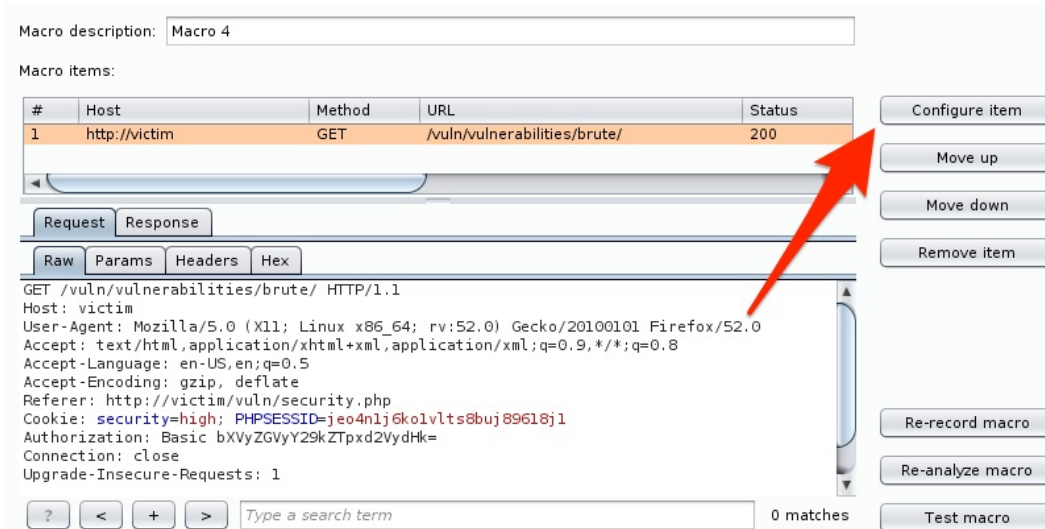 Macro description: Macro 4
Macro items:
# Host Method URL Status
1 http://victim GET /vuln/vulnerabilities/brute/ 200
Configure item
Move up
Move down
Remove item
Request Response
Raw Params Headers Hex
GET /vuln/vulnerabilities/brute/ HTTP/1.1
Host: victim
User-Agent: Mozilla/5.0 (X11; Linux x86_64; rv:52.0) Gecko/20100101 Firefox/52.0
Accept: text/html,application/xhtml+xml,application/xml;q=0.9,*/*;q=0.8
Accept-Language: en-US,en;q=0.5
Accept-Encoding: gzip, deflate
Referer: http://victim/vuln/security.php
Cookie: security=high; PHPSESSID=jeo4n1j6ko1vlts8buj89618j1
Authorization: Basic bXVyZGVyY29kZTpxd2VydHk=
Connection: close
Upgrade-Insecure-Requests: 1
Re-record macro
Re-analyze macro
Test macro
? < + > Type a search term 0 matches